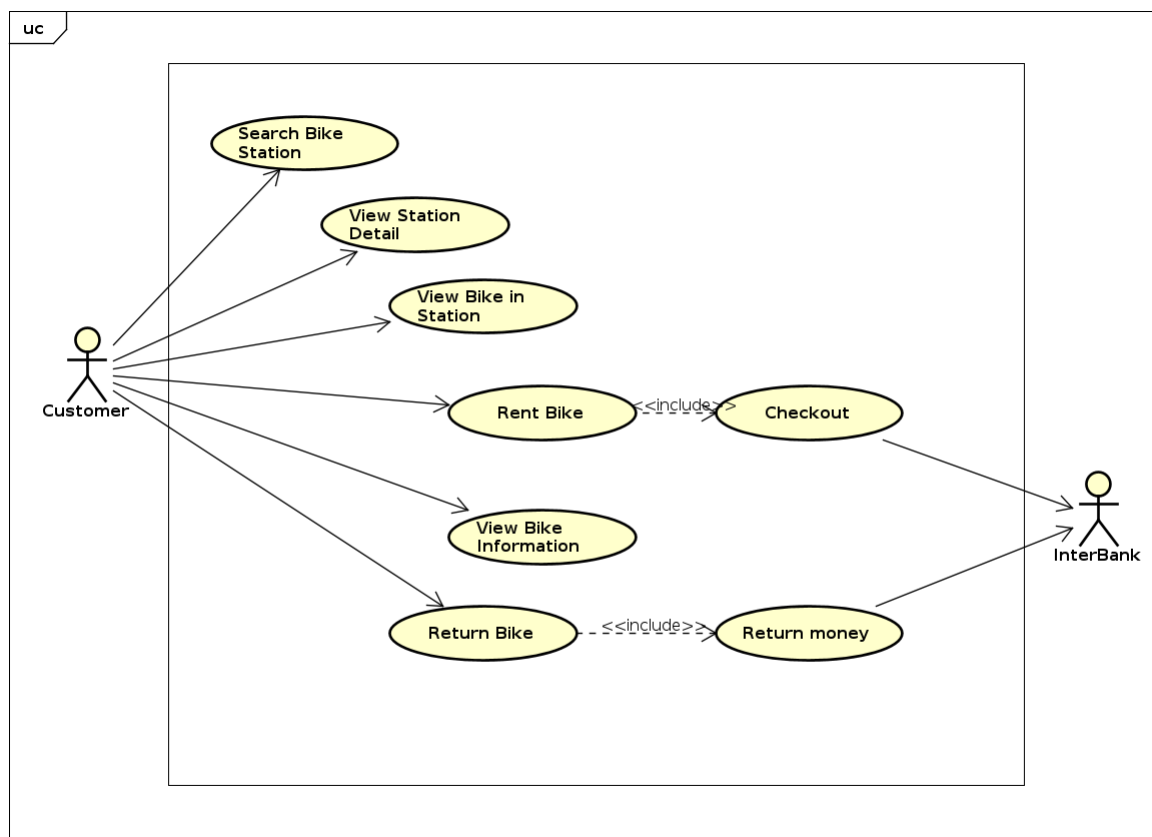 uc
Search Bike
Station
View Station
Detail
View Bike in
Station
Customer
Rent Bike
<<include>>
Checkout
View Bike
Information
InterBank
Return Bike
<<include>>
Return money